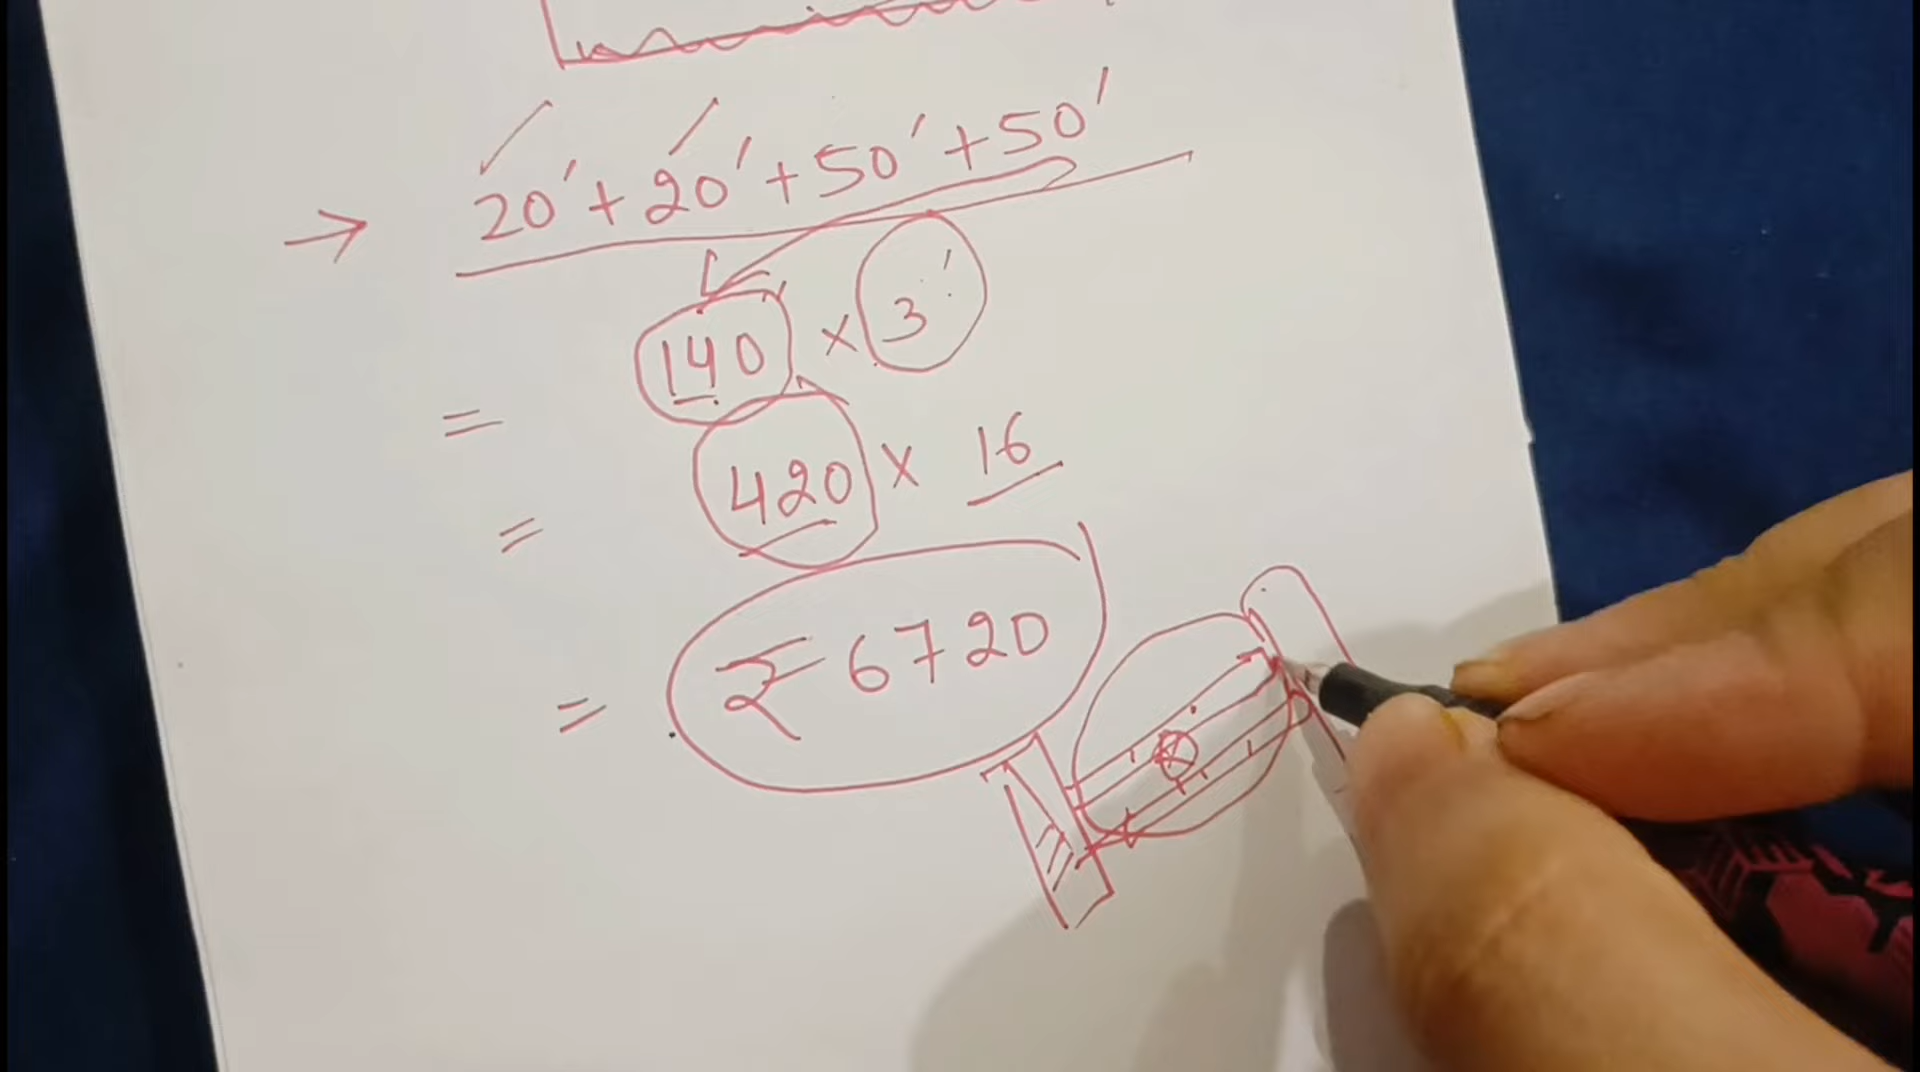 → 20' + 20' + 50' + 50'
140 × 3'
= 420 × 16
=
= ₹ 6720